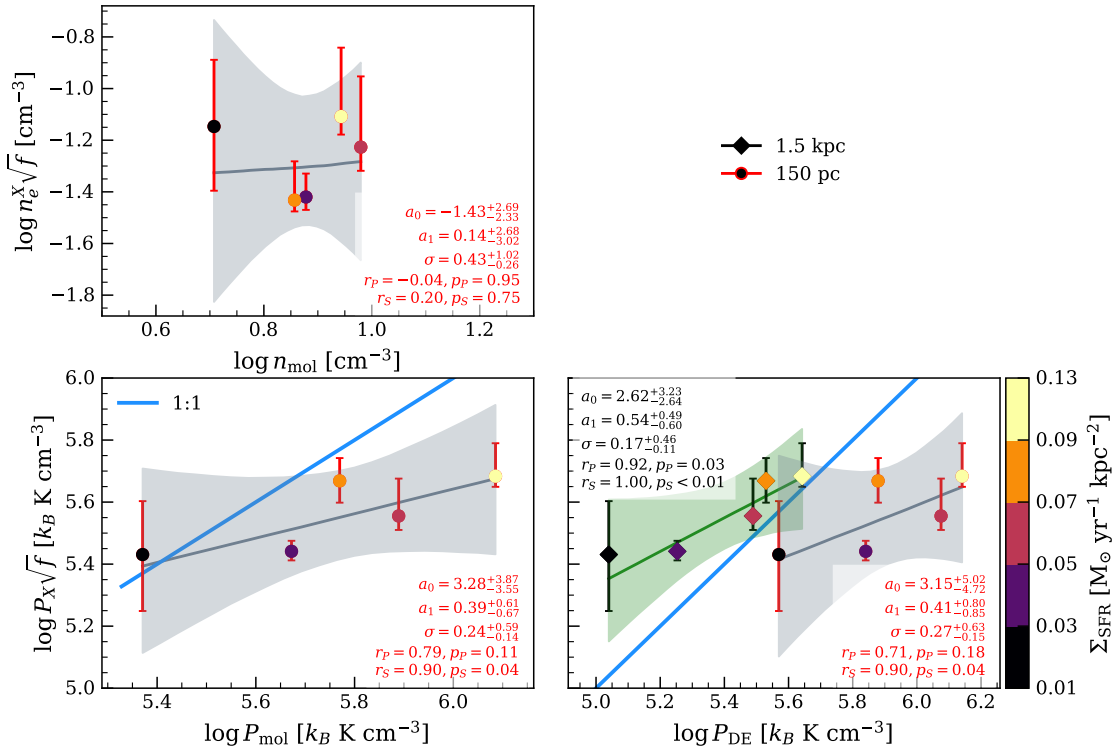 −0.8
−1.0
−1.2
−1.4
−1.6
−1.8
log nₑˣ√f [cm⁻³]
a₀ = −1.43 +2.69 −2.33
a₁ = 0.14 +2.68 −3.02
σ = 0.43 +1.02 −0.26
r_P = −0.04, p_P = 0.95
r_S = 0.20, p_S = 0.75
0.6 0.8 1.0 1.2
log n_mol [cm⁻³]
1.5 kpc
150 pc
6.0
5.8
5.6
5.4
5.2
5.0
log P_X√f [k_B K cm⁻³]
1:1
a₀ = 3.28 +3.87 −3.55
a₁ = 0.39 +0.61 −0.67
σ = 0.24 +0.59 −0.14
r_P = 0.79, p_P = 0.11
r_S = 0.90, p_S = 0.04
5.4 5.6 5.8 6.0
log P_mol [k_B K cm⁻³]
a₀ = 2.62 +3.23 −2.64
a₁ = 0.54 +0.49 −0.60
σ = 0.17 +0.46 −0.11
r_P = 0.92, p_P = 0.03
r_S = 1.00, p_S < 0.01
a₀ = 3.15 +5.02 −4.72
a₁ = 0.41 +0.80 −0.85
σ = 0.27 +0.63 −0.15
r_P = 0.71, p_P = 0.18
r_S = 0.90, p_S = 0.04
5.0 5.2 5.4 5.6 5.8 6.0 6.2
log P_DE [k_B K cm⁻³]
0.13
0.09
0.07
0.05
0.03
0.01
Σ_SFR [M⊙ yr⁻¹ kpc⁻²]